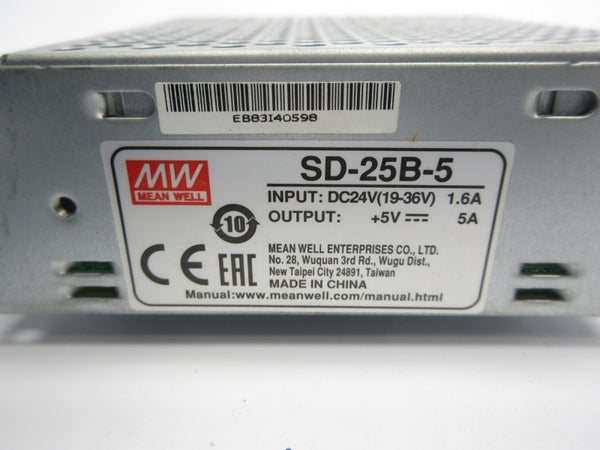 EB83I40598
MW
MEAN WELL
SD-25B-5
INPUT: DC24V(19-36V) 1.6A
OUTPUT: +5V⎓ 5A
10
MEAN WELL ENTERPRISES CO., LTD.
No. 28, Wuquan 3rd Rd., Wugu Dist.,
New Taipei City 24891, Taiwan
MADE IN CHINA
CE EAC
Manual:www.meanwell.com/manual.html